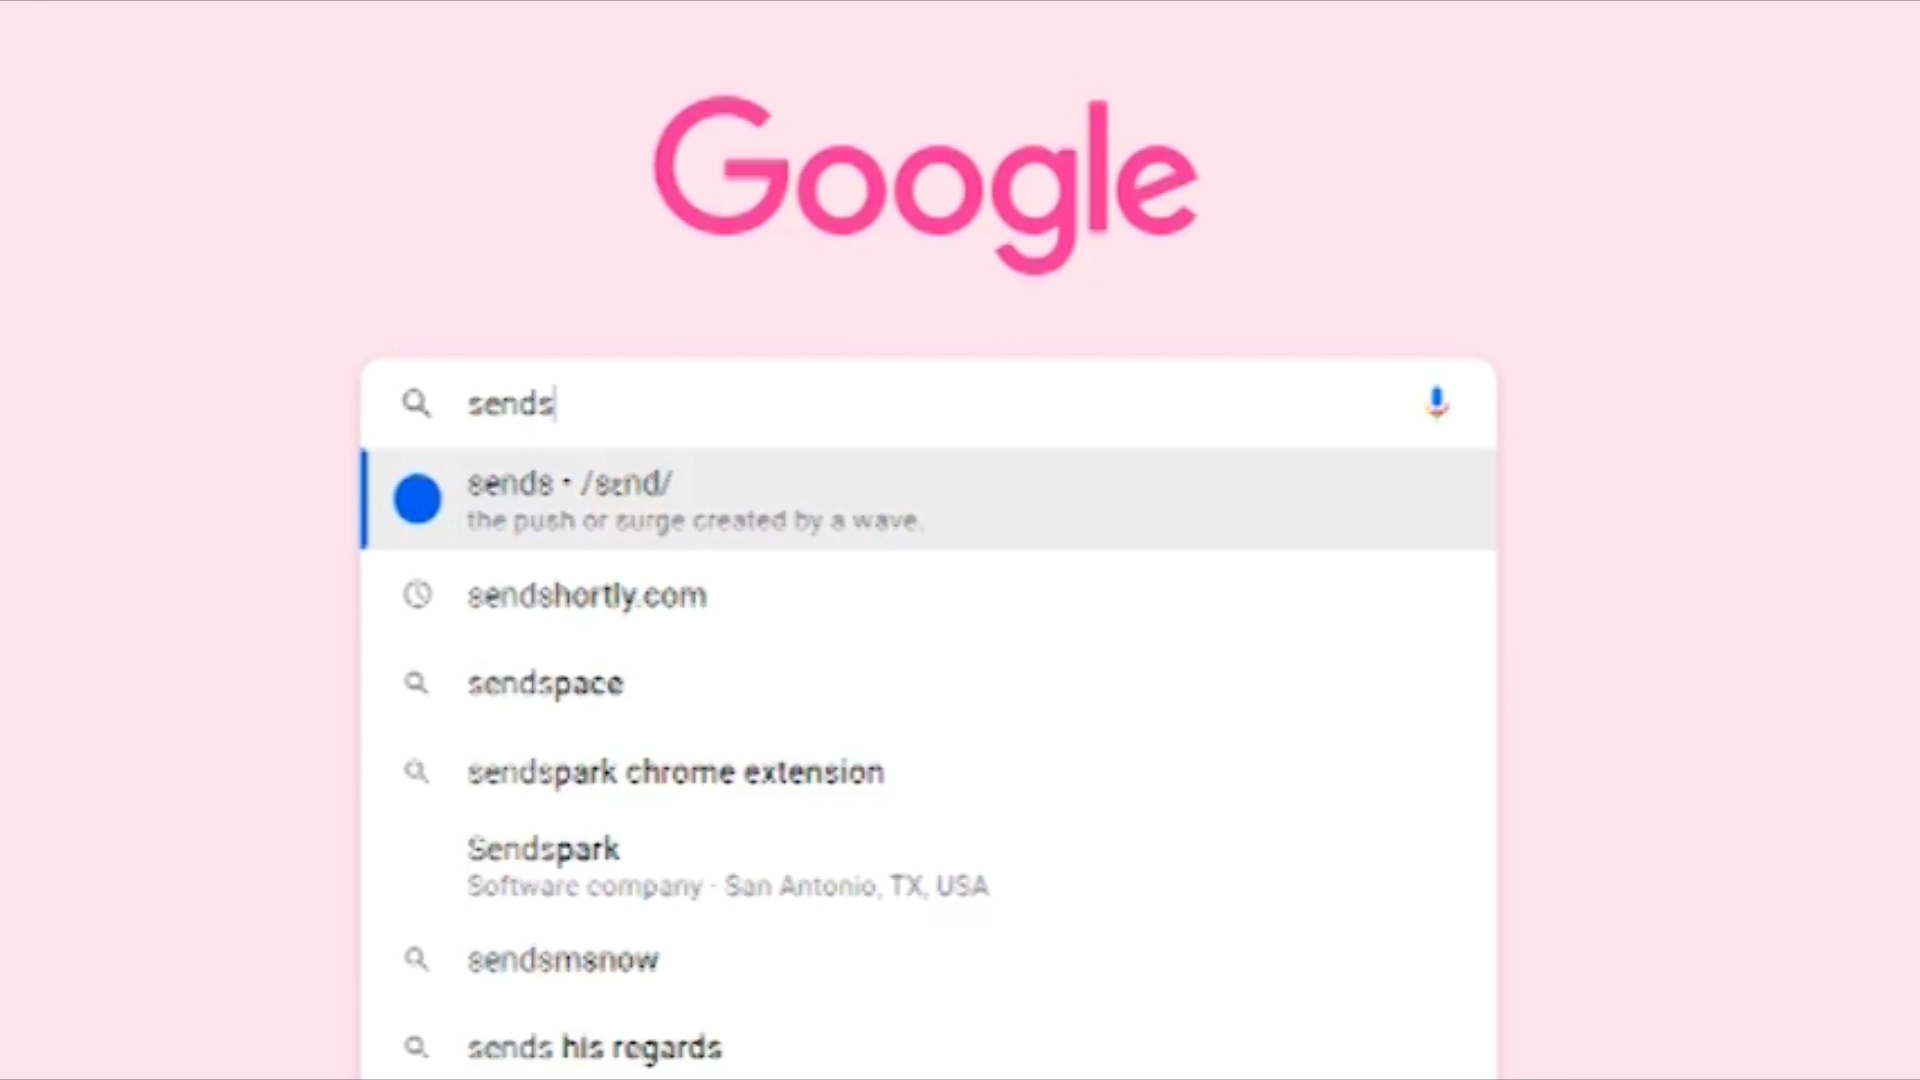 Google
sends
sends • /sɛnd/
the push or surge created by a wave.
sendshortly.com
sendspace
sendspark chrome extension
Sendspark
Software company · San Antonio, TX, USA
sendsmsnow
sends his regards